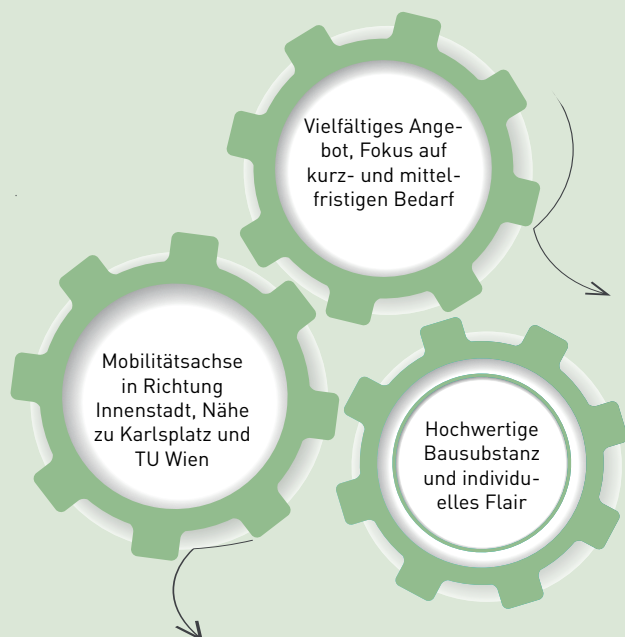 Vielfältiges Ange-
bot, Fokus auf
kurz- und mittel-
fristigen Bedarf
Mobilitätsachse
in Richtung
Innenstadt, Nähe
zu Karlsplatz und
TU Wien
Hochwertige
Bausubstanz
und individu-
elles Flair